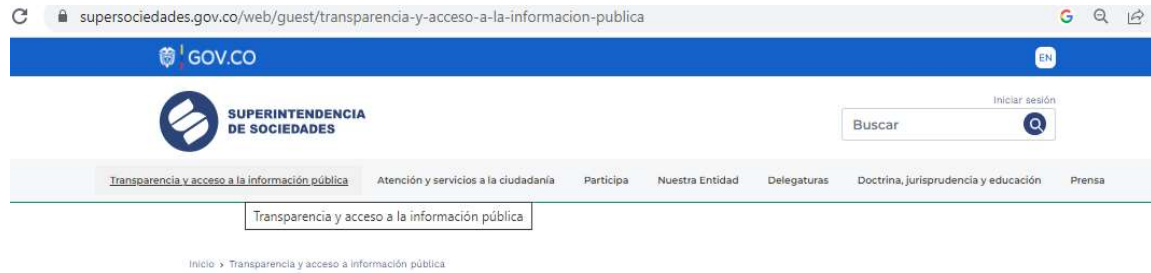 supersociedades.gov.co/web/guest/transparencia-y-acceso-a-la-informacion-publica
GOV.CO
EN
SUPERINTENDENCIA
DE SOCIEDADES
Iniciar sesión
Buscar
Transparencia y acceso a la información pública Atención y servicios a la ciudadanía Participa Nuestra Entidad Delegaturas Doctrina, jurisprudencia y educación Prensa
Transparencia y acceso a la información pública
Inicio > Transparencia y acceso a información pública